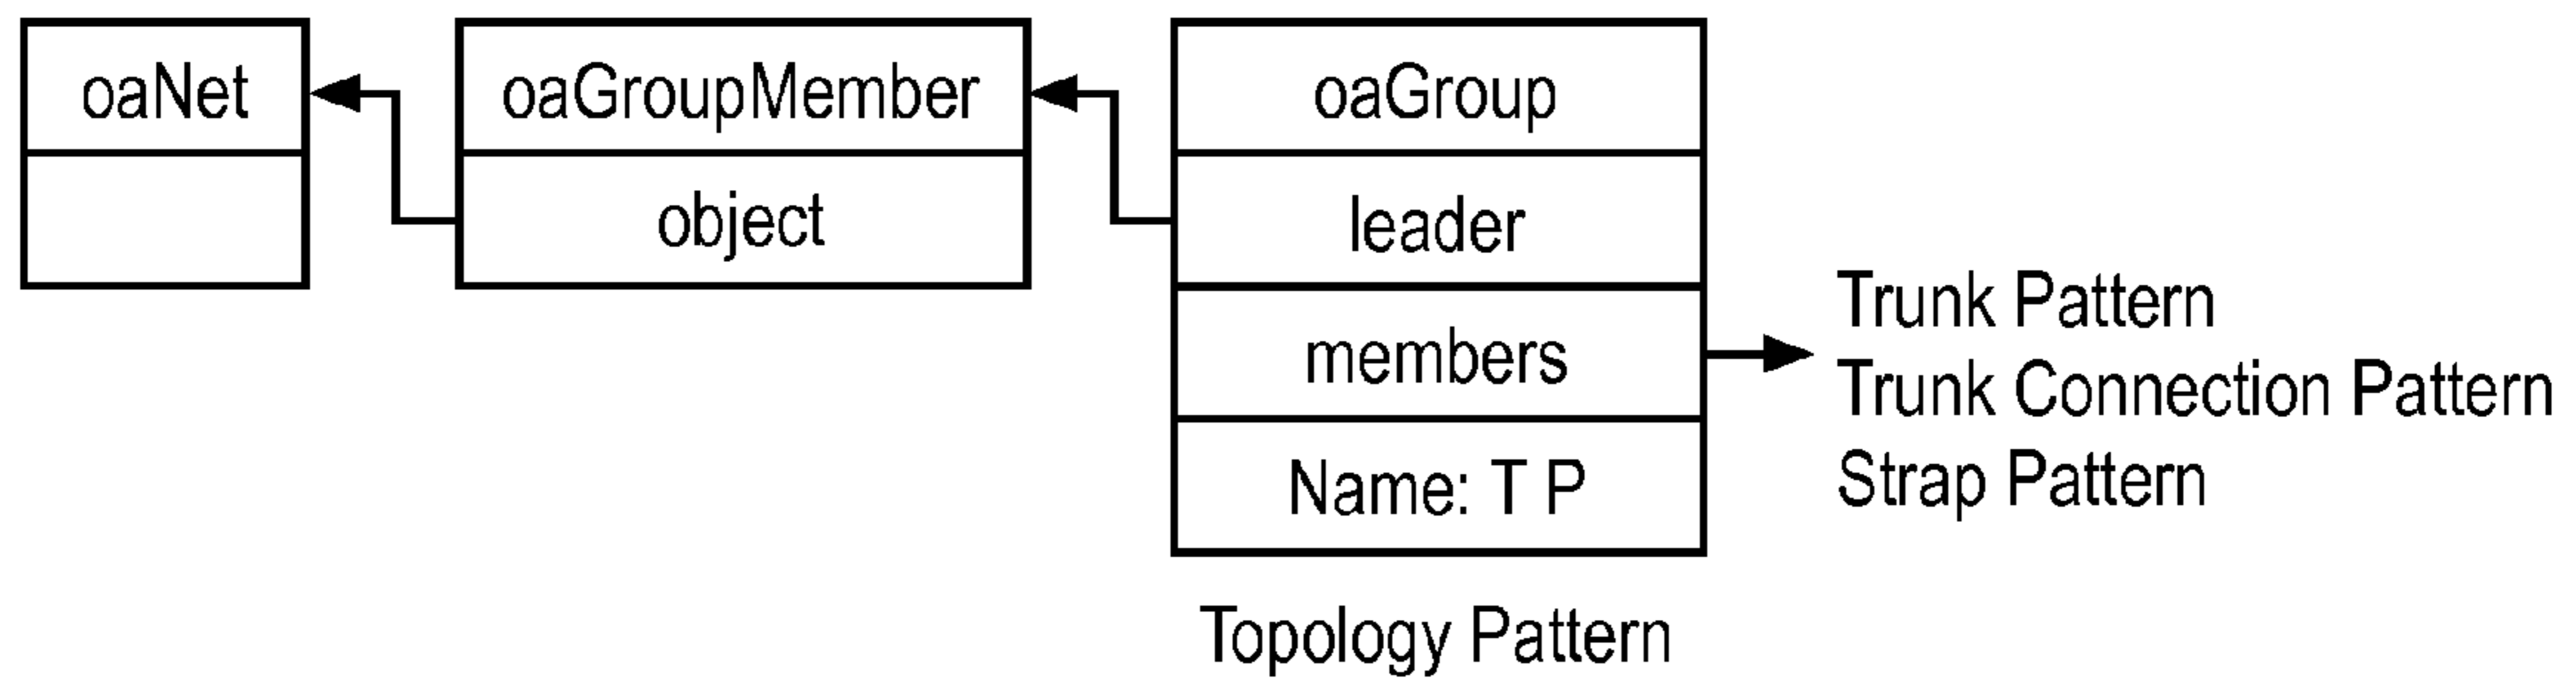 oaNet
oaGroupMember
object
oaGroup
leader
members
Name: T P
Trunk Pattern
Trunk Connection Pattern
Strap Pattern
Topology Pattern